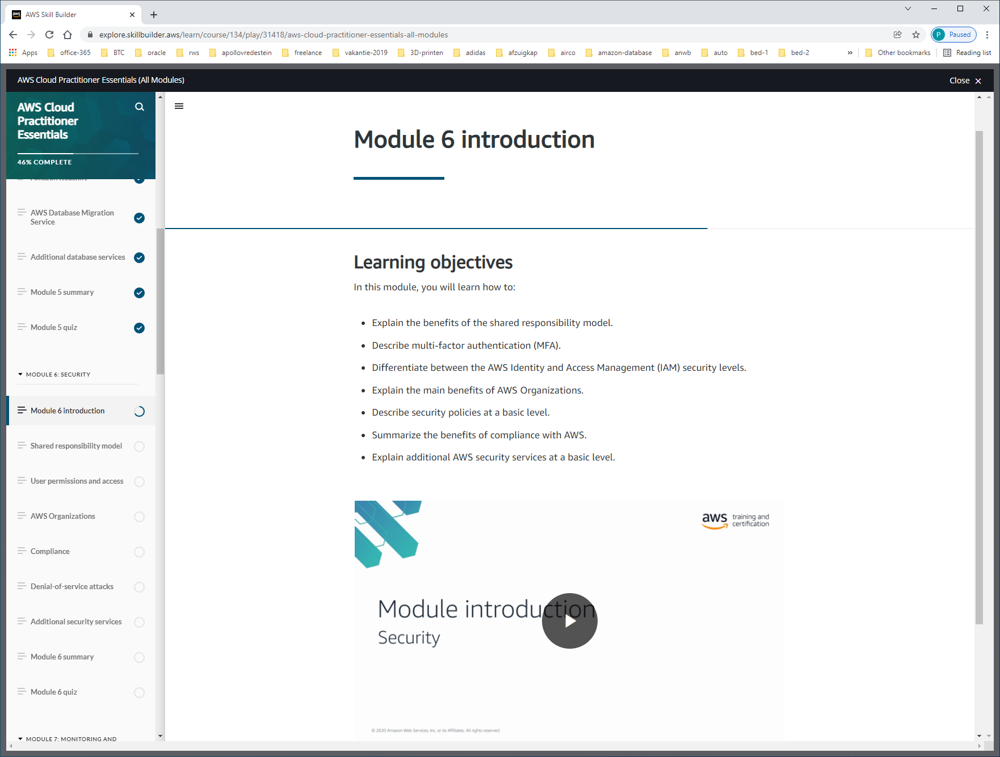 AWS Skill Builder
explore.skillbuilder.aws/learn/course/134/play/31418/aws-cloud-practitioner-essentials-all-modules
P Paused
Apps office-365 BTC oracle rws apollovredestein freelance vakantie-2019 3D-printen adidas afzuigkap airco amazon-database anwb auto bed-1 bed-2 » Other bookmarks Reading list
AWS Cloud Practitioner Essentials (All Modules)
Close
AWS Cloud
Practitioner
Essentials
46% COMPLETE
Amazon Redshift
AWS Database Migration
Service
Additional database services
Module 5 summary
Module 5 quiz
MODULE 6: SECURITY
Module 6 introduction
Shared responsibility model
User permissions and access
AWS Organizations
Compliance
Denial-of-service attacks
Additional security services
Module 6 summary
Module 6 quiz
MODULE 7: MONITORING AND
Module 6 introduction
Learning objectives
In this module, you will learn how to:
• Explain the benefits of the shared responsibility model.
• Describe multi-factor authentication (MFA).
• Differentiate between the AWS Identity and Access Management (IAM) security levels.
• Explain the main benefits of AWS Organizations.
• Describe security policies at a basic level.
• Summarize the benefits of compliance with AWS.
• Explain additional AWS security services at a basic level.
aws training and
certification
Module introduction
Security
© 2020 Amazon Web Services, Inc. or its Affiliates. All rights reserved.